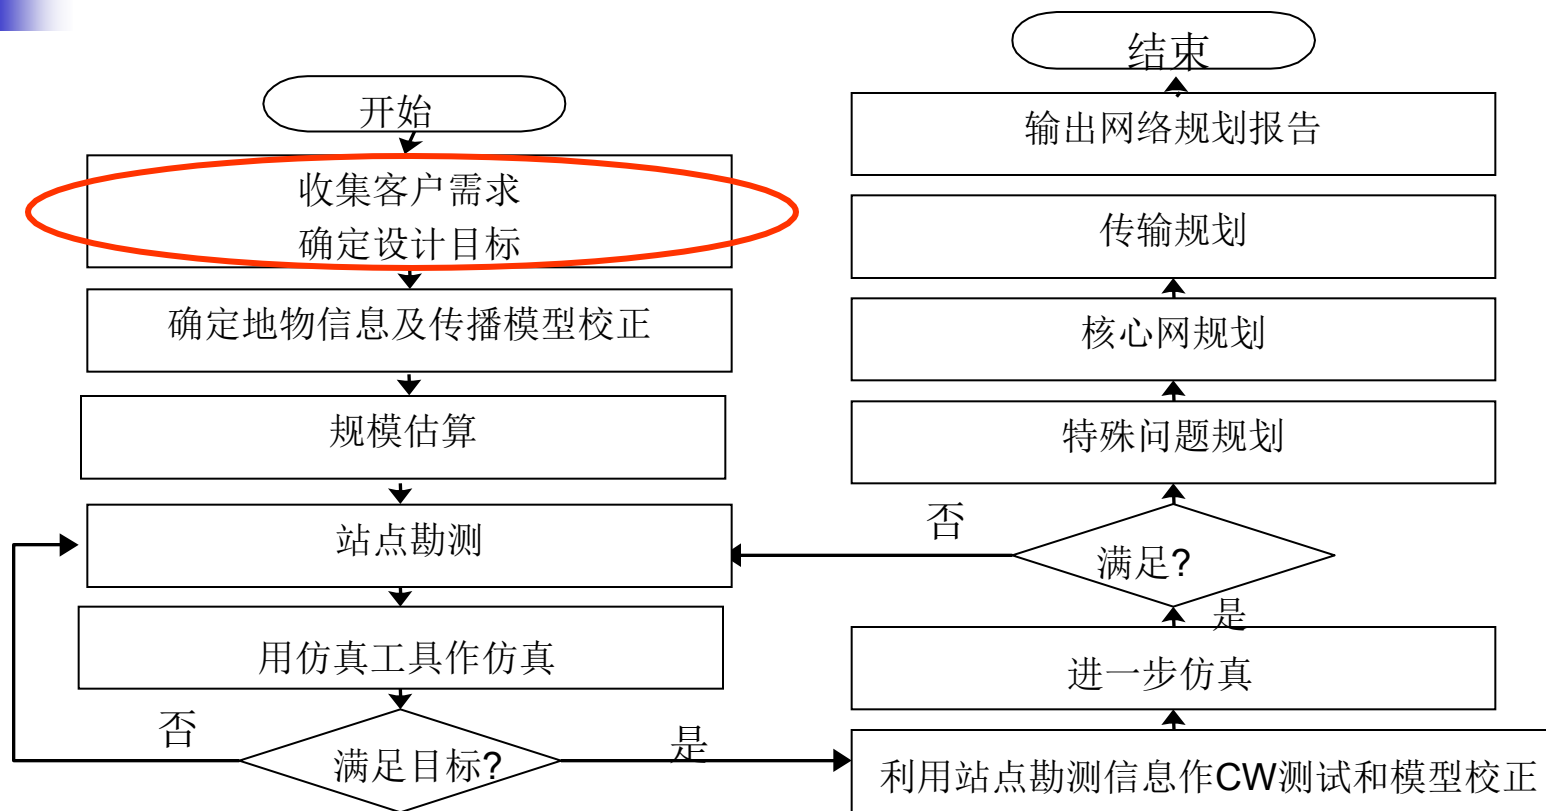 开始
收集客户需求
确定设计目标
确定地物信息及传播模型校正
规模估算
站点勘测
用仿真工具作仿真
满足目标?
否
是
利用站点勘测信息作CW测试和模型校正
进一步仿真
满足?
否
是
特殊问题规划
核心网规划
传输规划
输出网络规划报告
结束